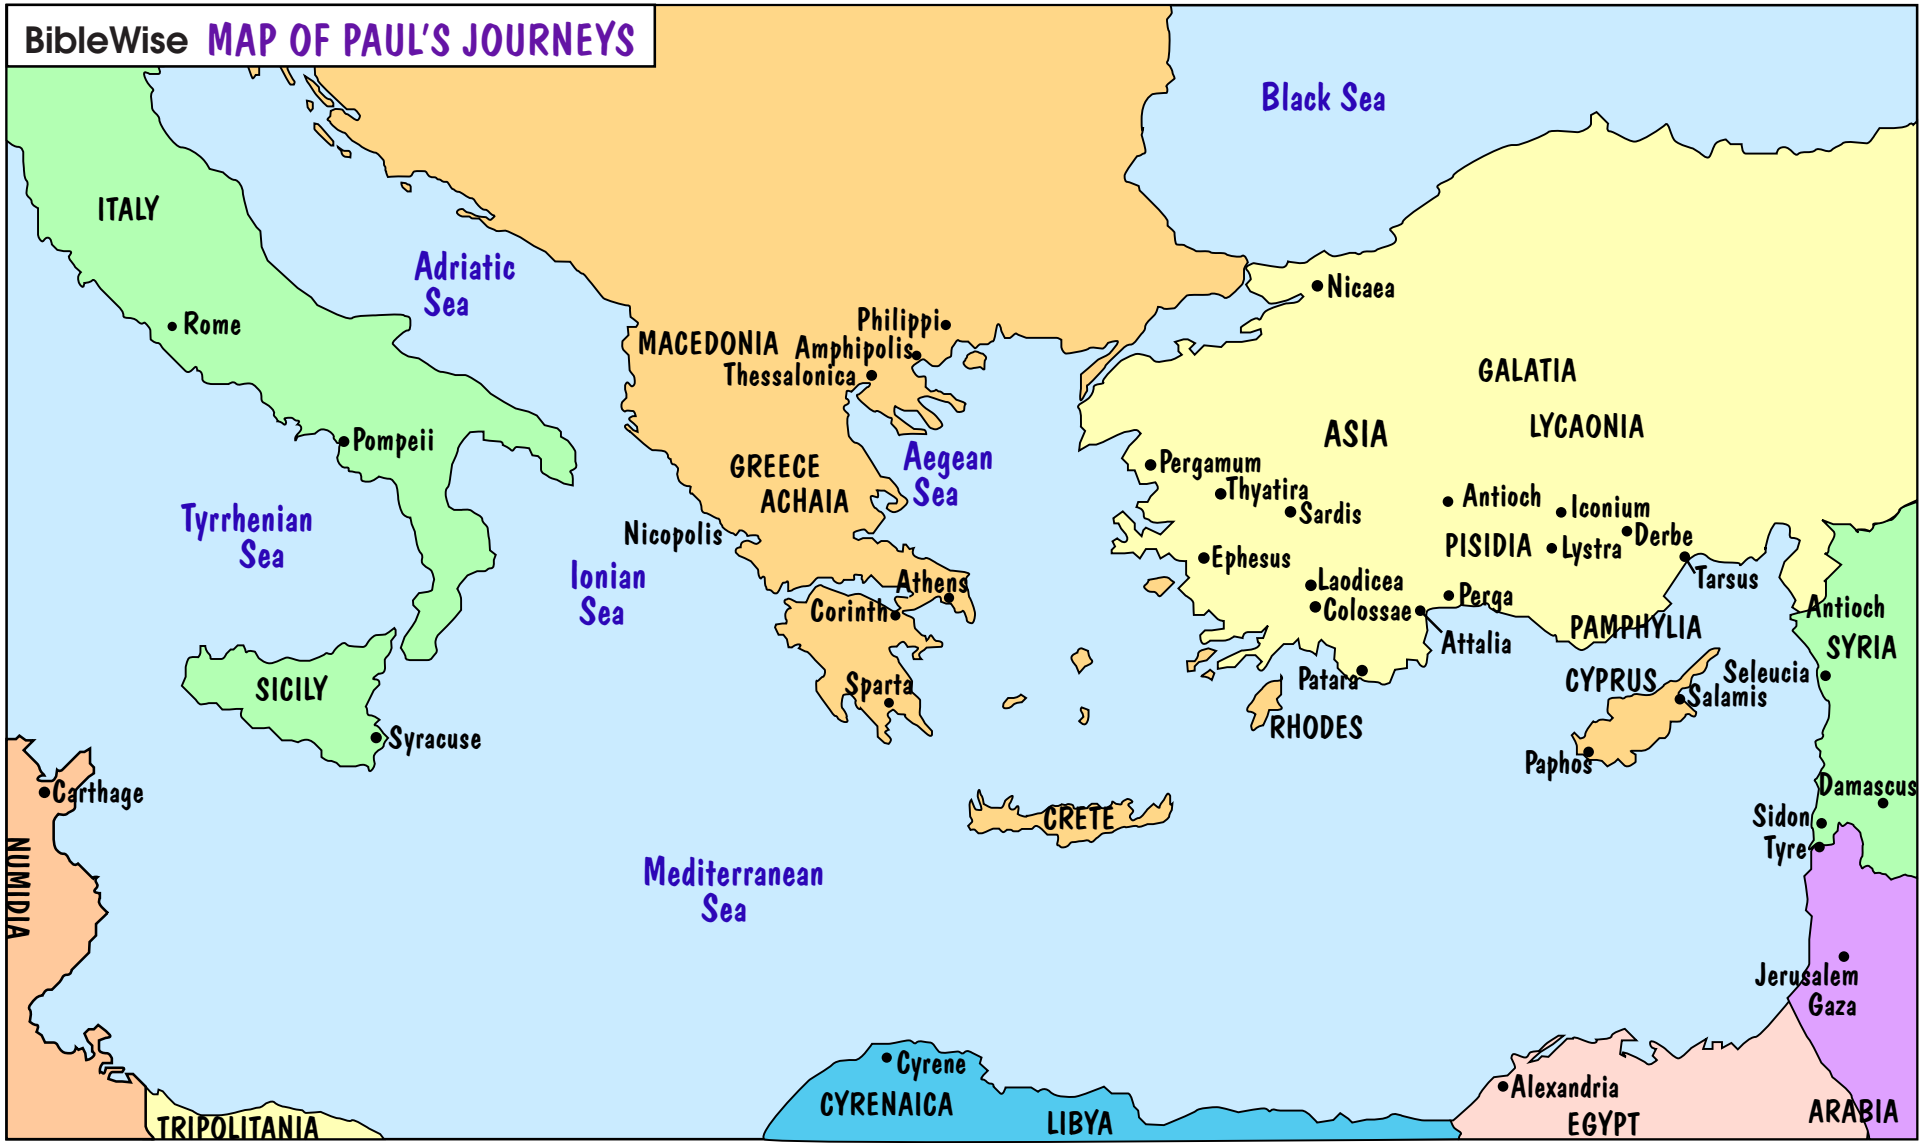 BibleWise MAP OF PAUL'S JOURNEYS
Black Sea
ITALY
Adriatic
Sea
Nicaea
Rome
Philippi
MACEDONIA
Amphipolis
Thessalonica
GALATIA
LYCAONIA
ASIA
Pompeii
Aegean
Sea
GREECE
ACHAIA
Pergamum
Thyatira
Sardis
Antioch
Iconium
Tyrrhenian
Sea
Nicopolis
Derbe
PISIDIA
Lystra
Ephesus
Tarsus
Ionian
Sea
Athens
Laodicea
Colossae
Perga
Corinth
Antioch
PAMPHYLIA
Attalia
SYRIA
SICILY
Sparta
Patara
CYPRUS
Seleucia
Salamis
RHODES
Syracuse
Paphos
Carthage
Damascus
CRETE
Sidon
Tyre
NUMIDIA
Mediterranean
Sea
Jerusalem
Gaza
Cyrene
CYRENAICA
LIBYA
Alexandria
EGYPT
ARABIA
TRIPOLITANIA